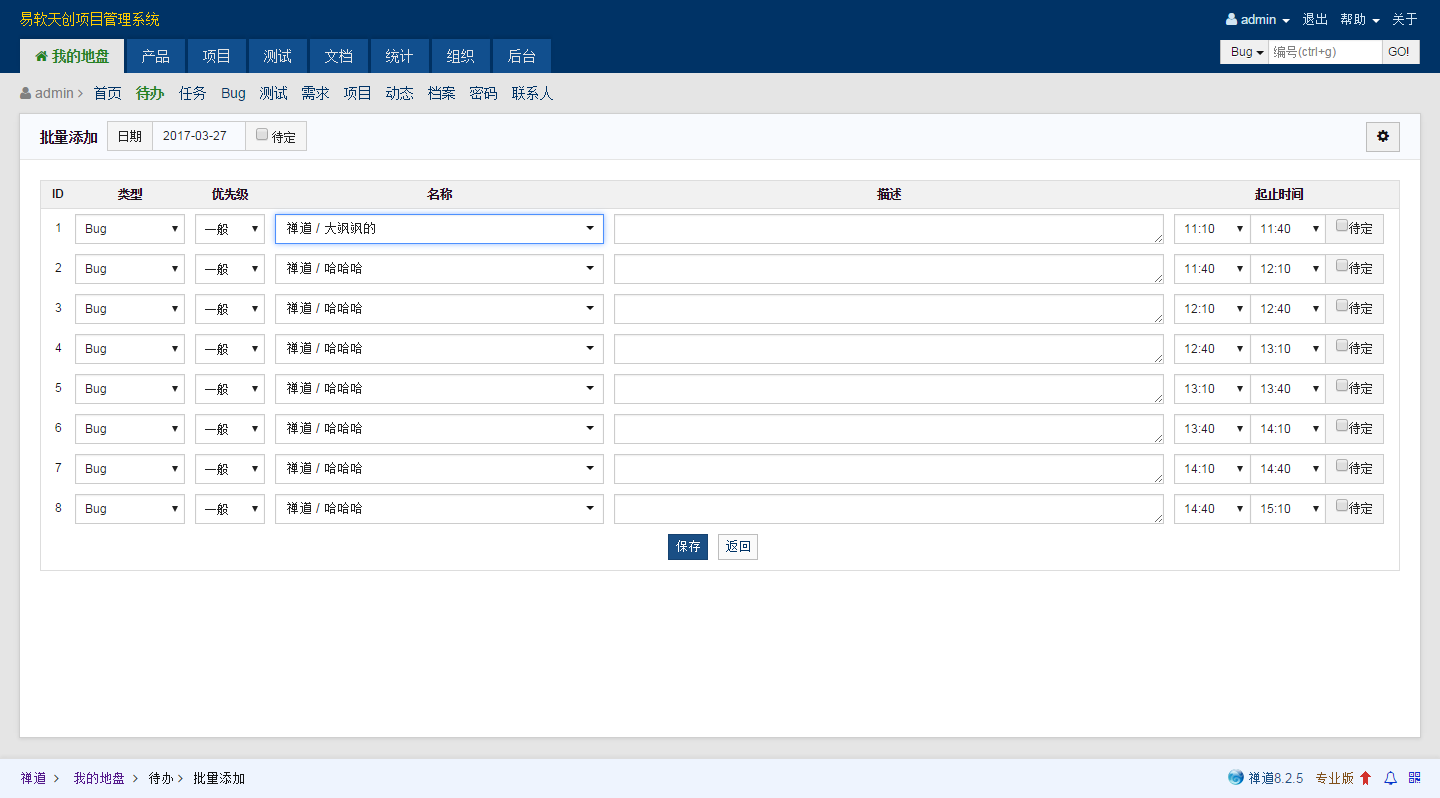 易软天创项目管理系统
admin 退出 帮助 关于
我的地盘 产品 项目 测试 文档 统计 组织 后台
Bug 编号(ctrl+g) GO!
admin 首页 待办 任务 Bug 测试 需求 项目 动态 档案 密码 联系人
批量添加 日期 2017-03-27 待定
ID 类型 优先级 名称 描述 起止时间
1 Bug 一般 禅道 / 大飒飒的 11:10 11:40 待定
2 Bug 一般 禅道 / 哈哈哈 11:40 12:10 待定
3 Bug 一般 禅道 / 哈哈哈 12:10 12:40 待定
4 Bug 一般 禅道 / 哈哈哈 12:40 13:10 待定
5 Bug 一般 禅道 / 哈哈哈 13:10 13:40 待定
6 Bug 一般 禅道 / 哈哈哈 13:40 14:10 待定
7 Bug 一般 禅道 / 哈哈哈 14:10 14:40 待定
8 Bug 一般 禅道 / 哈哈哈 14:40 15:10 待定
保存 返回
禅道 我的地盘 待办 批量添加
禅道8.2.5 专业版